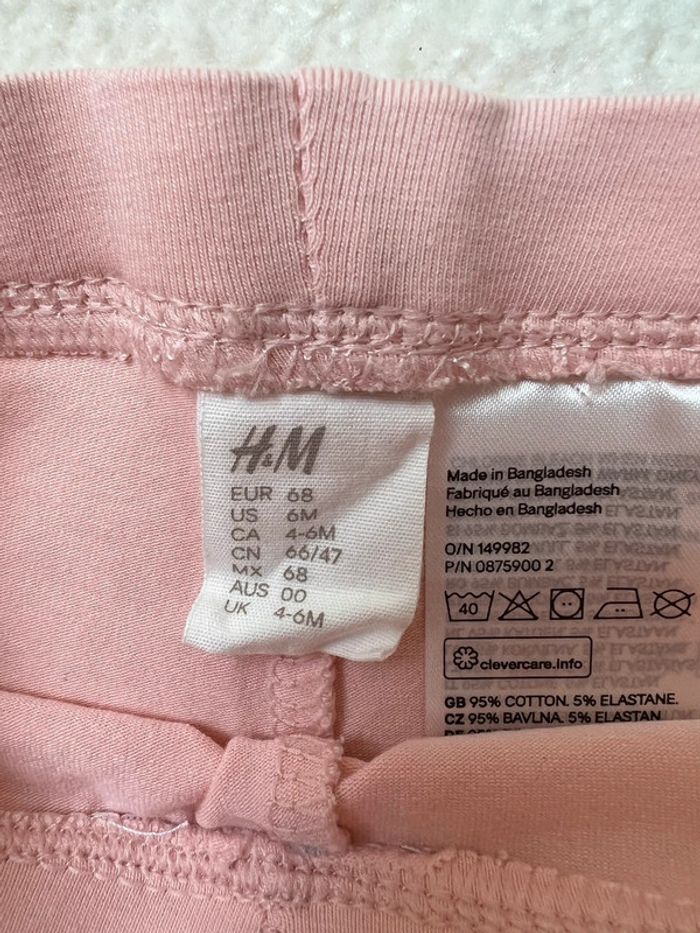 H&M
EUR 68
US 6M
CA 4-6M
CN 66/47
MX 68
AUS 00
UK 4-6M
Made in Bangladesh
Fabriqué au Bangladesh
Hecho en Bangladesh
O/N 149982
P/N 0875900 2
40
clevercare.info
GB 95% COTTON. 5% ELASTANE.
CZ 95% BAVLNA. 5% ELASTAN